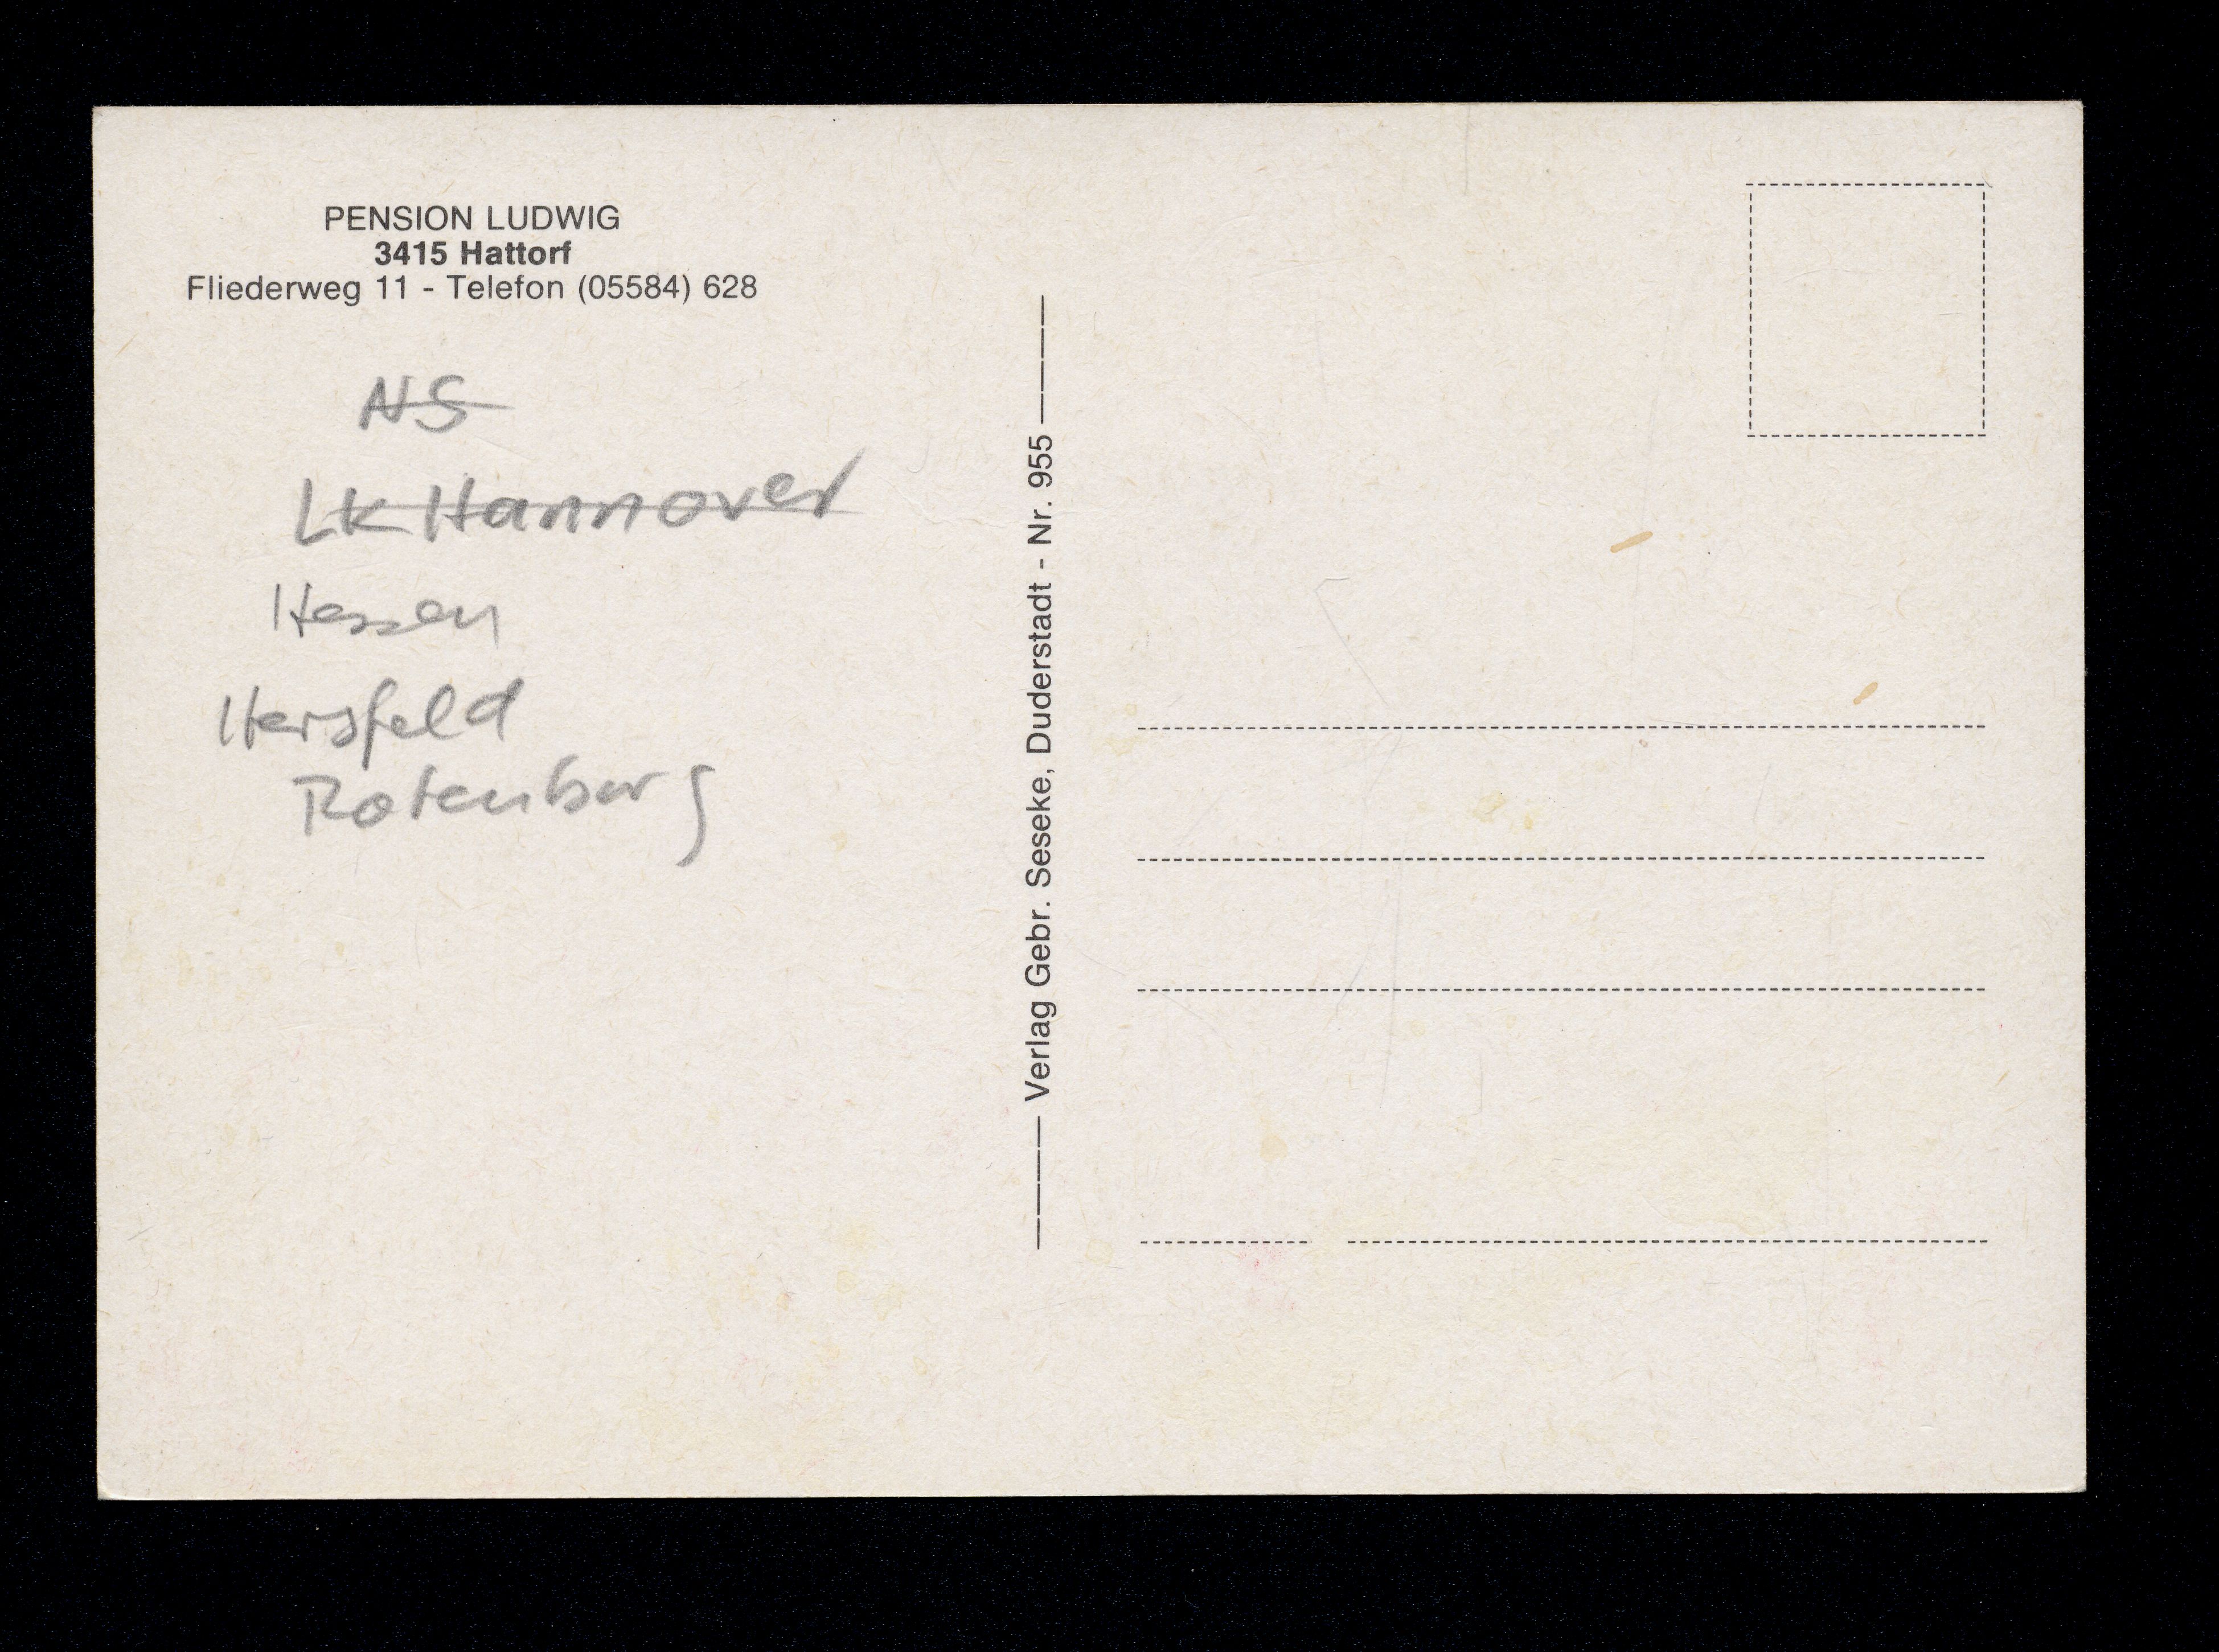 PENSION LUDWIG
3415 Hattorf
Fliederweg 11 - Telefon (05584) 628
NS
LK Hannover
Hessen
Hersfeld
Rotenburg
Verlag Gebr. Seseke, Duderstadt - Nr. 955